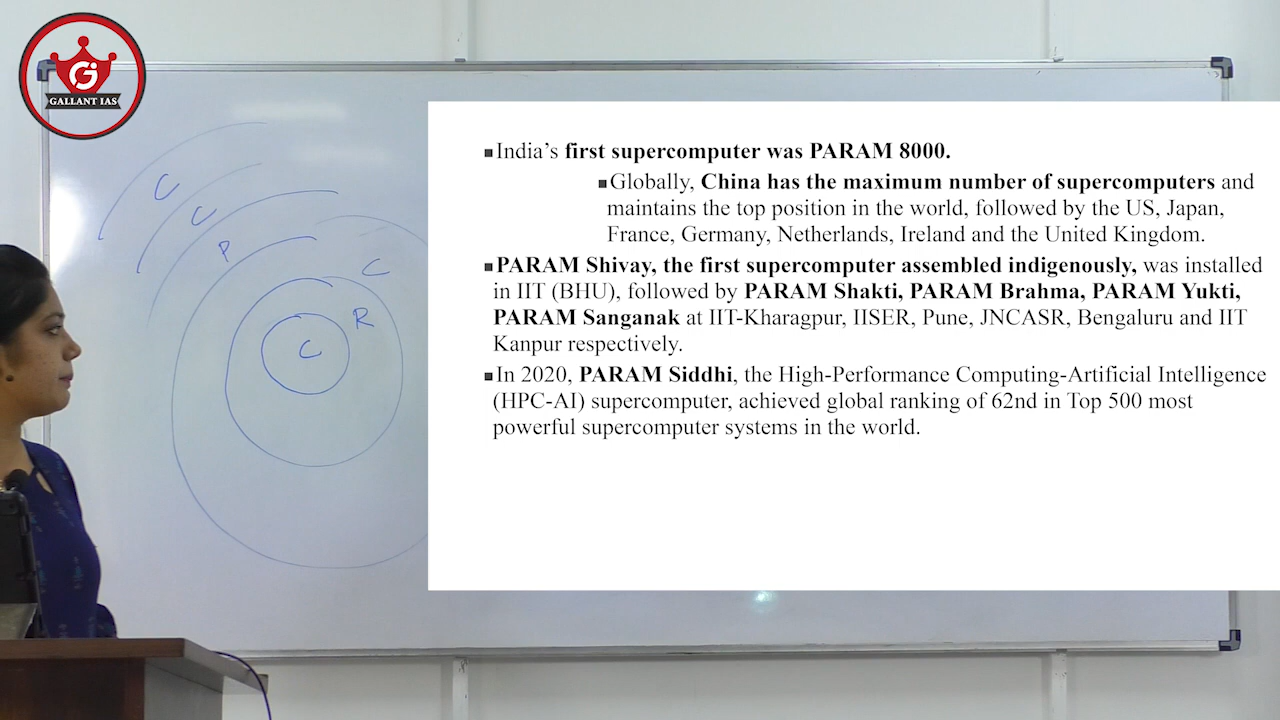 GALLANT IAS
▪India’s first supercomputer was PARAM 8000.
▪Globally, China has the maximum number of supercomputers and
maintains the top position in the world, followed by the US, Japan,
France, Germany, Netherlands, Ireland and the United Kingdom.
▪PARAM Shivay, the first supercomputer assembled indigenously, was installed
in IIT (BHU), followed by PARAM Shakti, PARAM Brahma, PARAM Yukti,
PARAM Sanganak at IIT-Kharagpur, IISER, Pune, JNCASR, Bengaluru and IIT
Kanpur respectively.
▪In 2020, PARAM Siddhi, the High-Performance Computing-Artificial Intelligence
(HPC-AI) supercomputer, achieved global ranking of 62nd in Top 500 most
powerful supercomputer systems in the world.
C
C
P
C
R
C